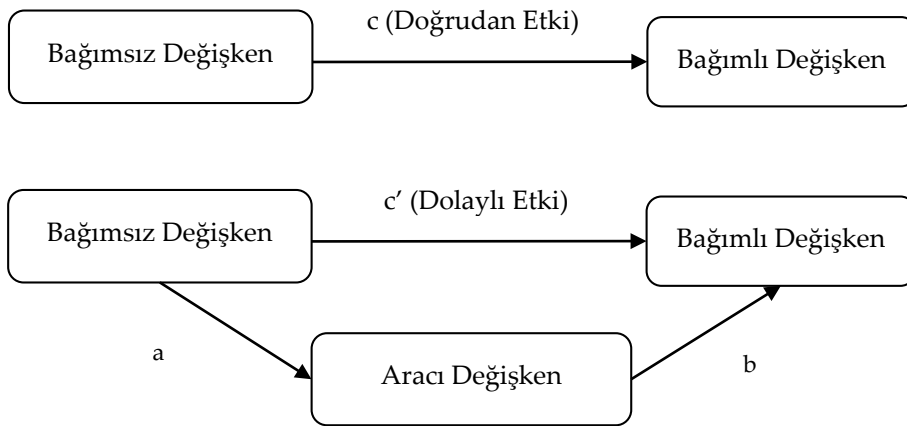 c (Doğrudan Etki)
Bağımsız Değişken
Bağımlı Değişken
c’ (Dolaylı Etki)
Bağımsız Değişken
Bağımlı Değişken
a
Aracı Değişken
b